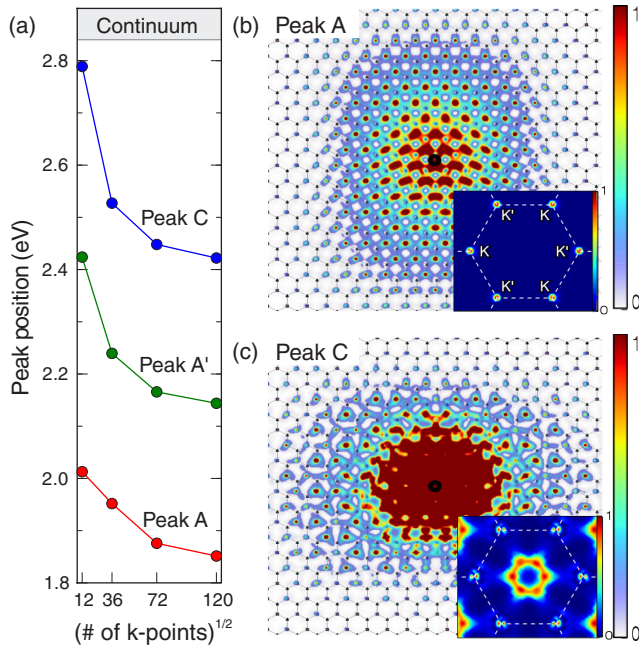 (a)
Continuum
2.8
2.6
2.4
2.2
2.0
1.8
Peak position (eV)
Peak C
Peak A'
Peak A
12 36 72 120
(# of k-points)1/2
(b) Peak A
1
0
K' K
K K'
K' K
1
0
(c) Peak C
1
0
1
0